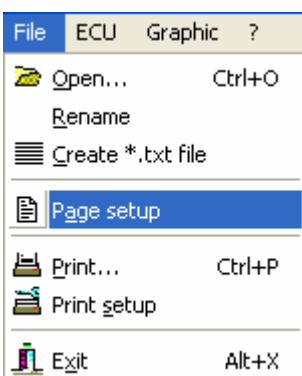 File ECU Graphic ?
Open... Ctrl+O
Rename
Create *.txt file
Page setup
Print... Ctrl+P
Print setup
Exit Alt+X